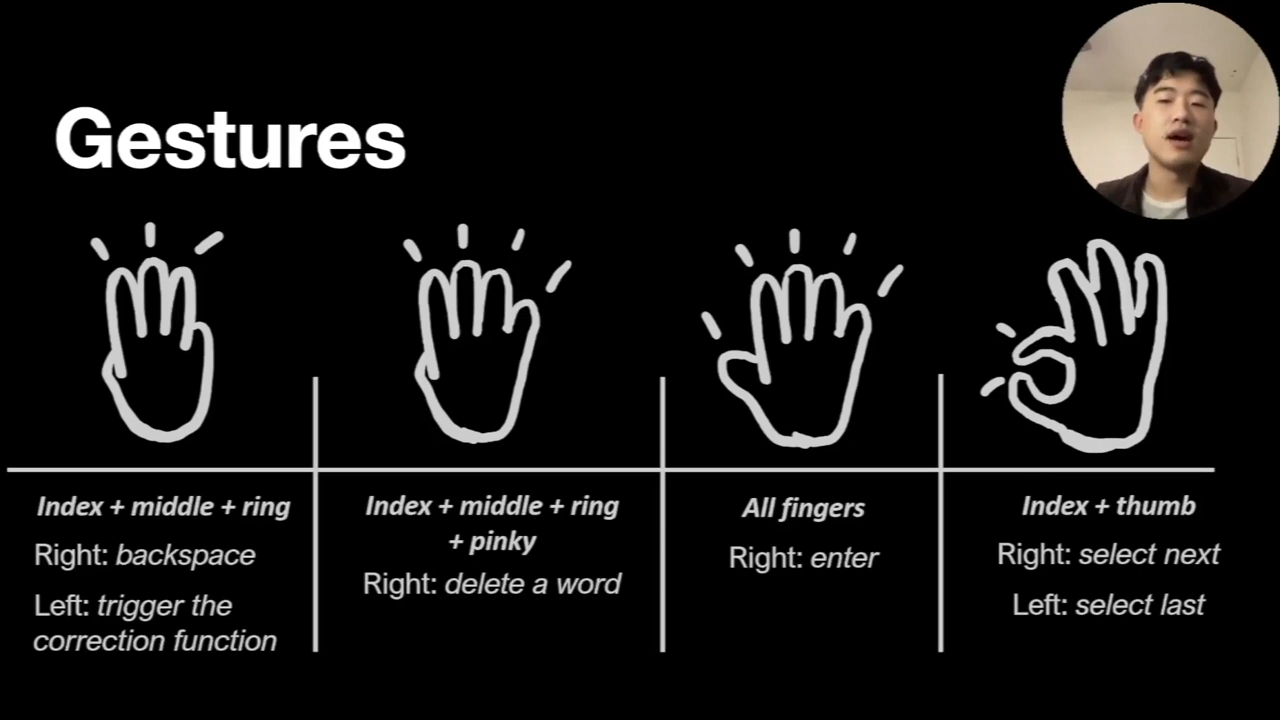 Gestures
Index + middle + ring
Right: backspace
Left: trigger the
correction function
Index + middle + ring
+ pinky
Right: delete a word
All fingers
Right: enter
Index + thumb
Right: select next
Left: select last